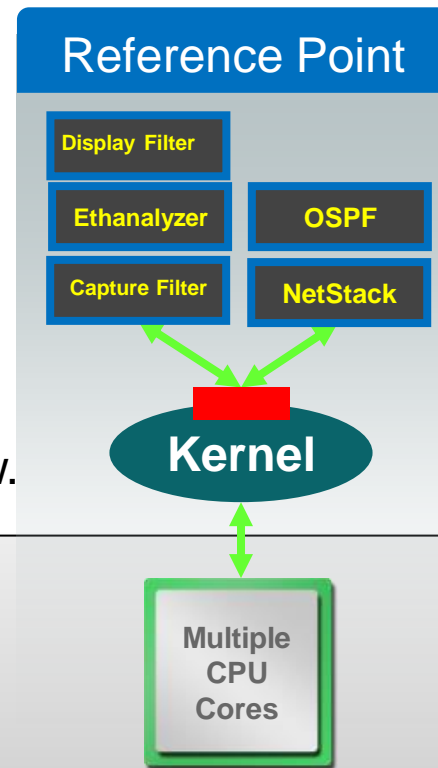 Reference Point
Display Filter
Ethanalyzer
OSPF
Capture Filter
NetStack
Kernel
Multiple
CPU
Cores